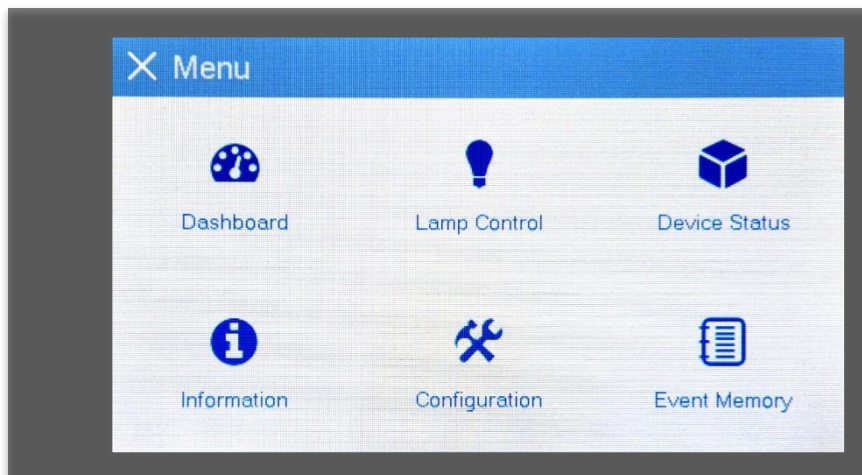 Menu
Dashboard
Lamp Control
Device Status
Information
Configuration
Event Memory